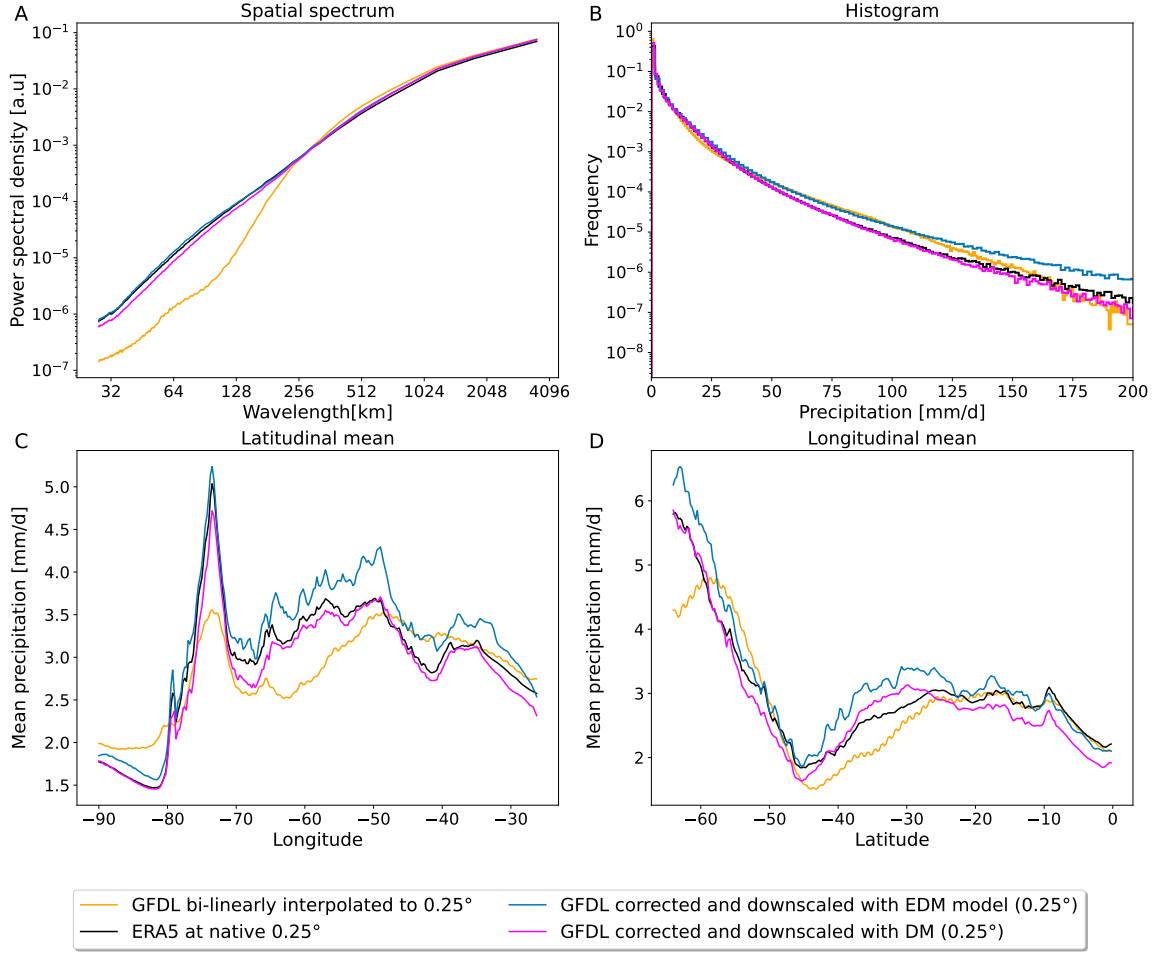 A
Spatial spectrum
Power spectral density [a.u]
10⁻¹
10⁻²
10⁻³
10⁻⁴
10⁻⁵
10⁻⁶
10⁻⁷
32 64 128 256 512 1024 2048 4096
Wavelength[km]
B
Histogram
Frequency
10⁰
10⁻¹
10⁻²
10⁻³
10⁻⁴
10⁻⁵
10⁻⁶
10⁻⁷
10⁻⁸
0 25 50 75 100 125 150 175 200
Precipitation [mm/d]
C
Latitudinal mean
Mean precipitation [mm/d]
5.0
4.5
4.0
3.5
3.0
2.5
2.0
1.5
−90 −80 −70 −60 −50 −40 −30
Longitude
D
Longitudinal mean
Mean precipitation [mm/d]
6
5
4
3
2
−60 −50 −40 −30 −20 −10 0
Latitude
GFDL bi-linearly interpolated to 0.25°
ERA5 at native 0.25°
GFDL corrected and downscaled with EDM model (0.25°)
GFDL corrected and downscaled with DM (0.25°)